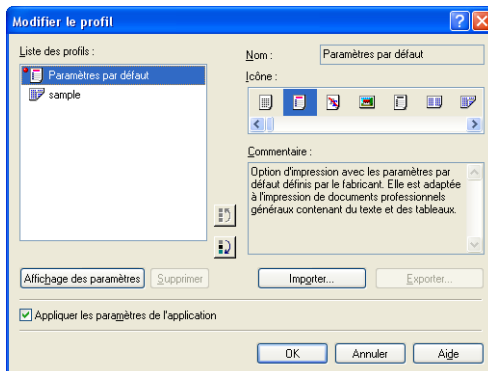 Modifier le profil
Liste des profils :
Paramètres par défaut
sample
Nom :
Paramètres par défaut
Icône :
Commentaire :
Option d'impression avec les paramètres par
défaut définis par le fabricant. Elle est adaptée
à l'impression de documents professionnels
généraux contenant du texte et des tableaux.
Affichage des paramètres
Supprimer
Importer...
Exporter...
Appliquer les paramètres de l'application
OK
Annuler
Aide